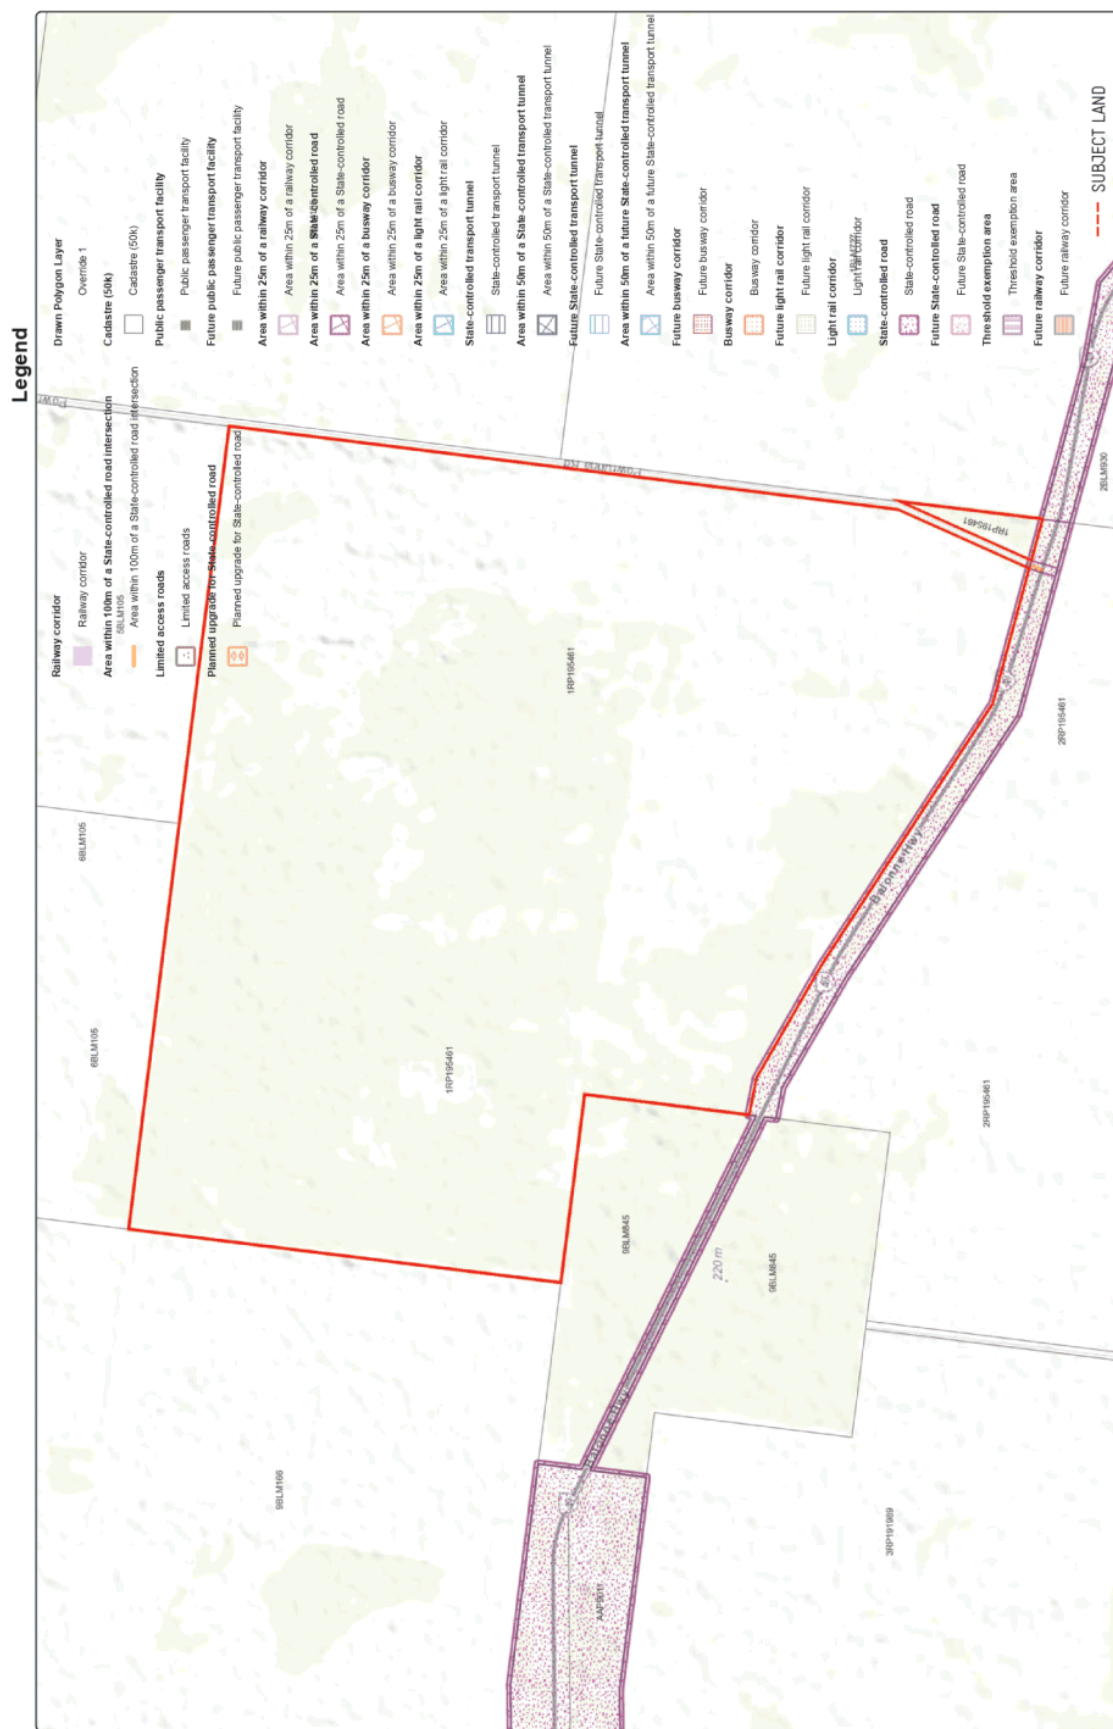 Legend
Drawn Polygon Layer
Override 1
Cadastre (50k)
Cadastre (50k)
Public passenger transport facility
Public passenger transport facility
Future public passenger transport facility
Future public passenger transport facility
Area within 25m of a railway corridor
Area within 25m of a railway corridor
Area within 25m of a State-controlled road
Area within 25m of a State-controlled road
Area within 25m of a busway corridor
Area within 25m of a busway corridor
Area within 25m of a light rail corridor
Area within 25m of a light rail corridor
State-controlled transport tunnel
State-controlled transport tunnel
Area within 50m of a State-controlled transport tunnel
Area within 50m of a State-controlled transport tunnel
Future State-controlled transport tunnel
Future State-controlled transport tunnel
Area within 50m of a future State-controlled transport tunnel
Area within 50m of a future State-controlled transport tunnel
Future busway corridor
Future busway corridor
Busway corridor
Busway corridor
Future light rail corridor
Future light rail corridor
Light rail corridor
Light rail corridor
State-controlled road
State-controlled road
Future State-controlled road
Future State-controlled road
Threshold exemption area
Threshold exemption area
Future railway corridor
Future railway corridor
Railway corridor
Railway corridor
Area within 100m of a State-controlled road intersection
Area within 100m of a State-controlled road intersection
Limited access roads
Limited access roads
Planned upgrade for State-controlled road
Planned upgrade for State-controlled road
SUBJECT LAND
5BLM105
6BLM105
6BLM105
1RP195461
1RP195461
1RP195461
2BLM930
2RP195461
2RP195461
Balonne Hwy
9BLM645
220 m
9BLM645
9BLM166
AAP9011
3RP191989